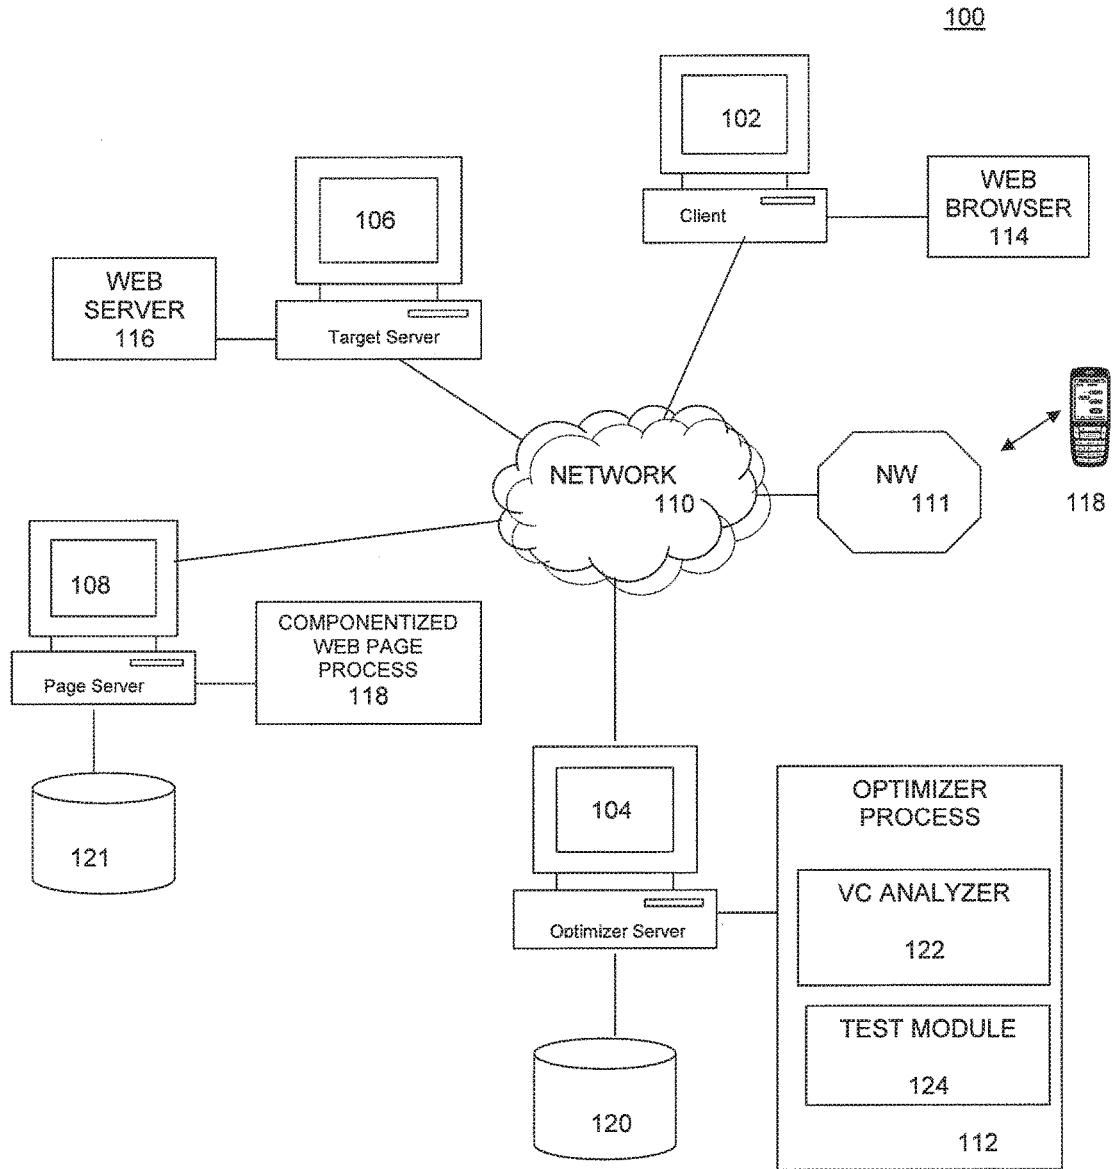 100
102
Client
WEB
BROWSER
114
106
Target Server
WEB
SERVER
116
NETWORK
110
NW
111
118
108
Page Server
COMPONENTIZED
WEB PAGE
PROCESS
118
121
104
Optimizer Server
120
OPTIMIZER
PROCESS
VC ANALYZER
122
TEST MODULE
124
112